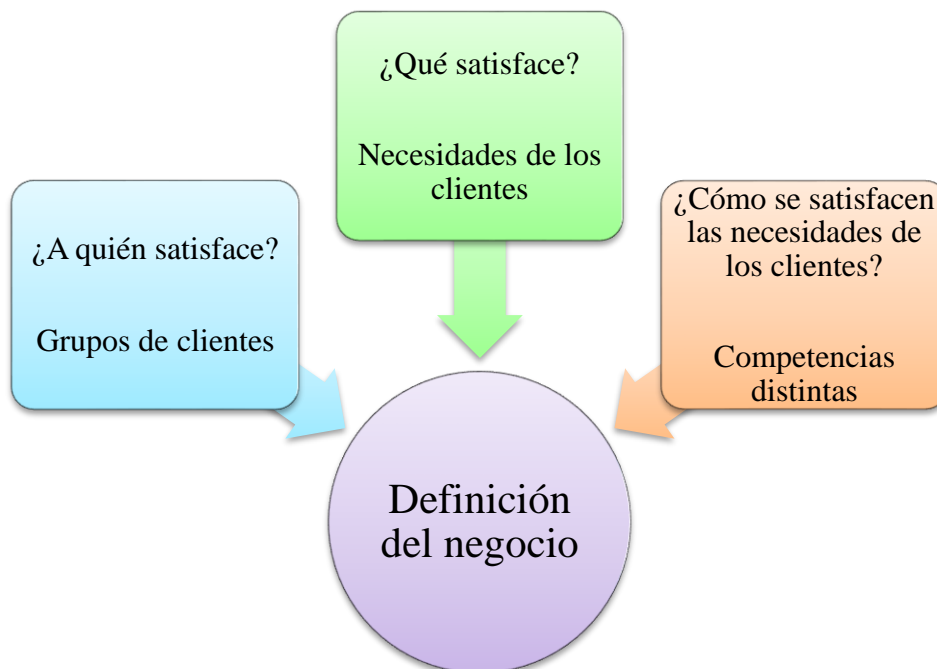 ¿A quién satisface?
Grupos de clientes
¿Qué satisface?
Necesidades de los
clientes
¿Cómo se satisfacen
las necesidades de
los clientes?
Competencias
distintas
Definición
del negocio